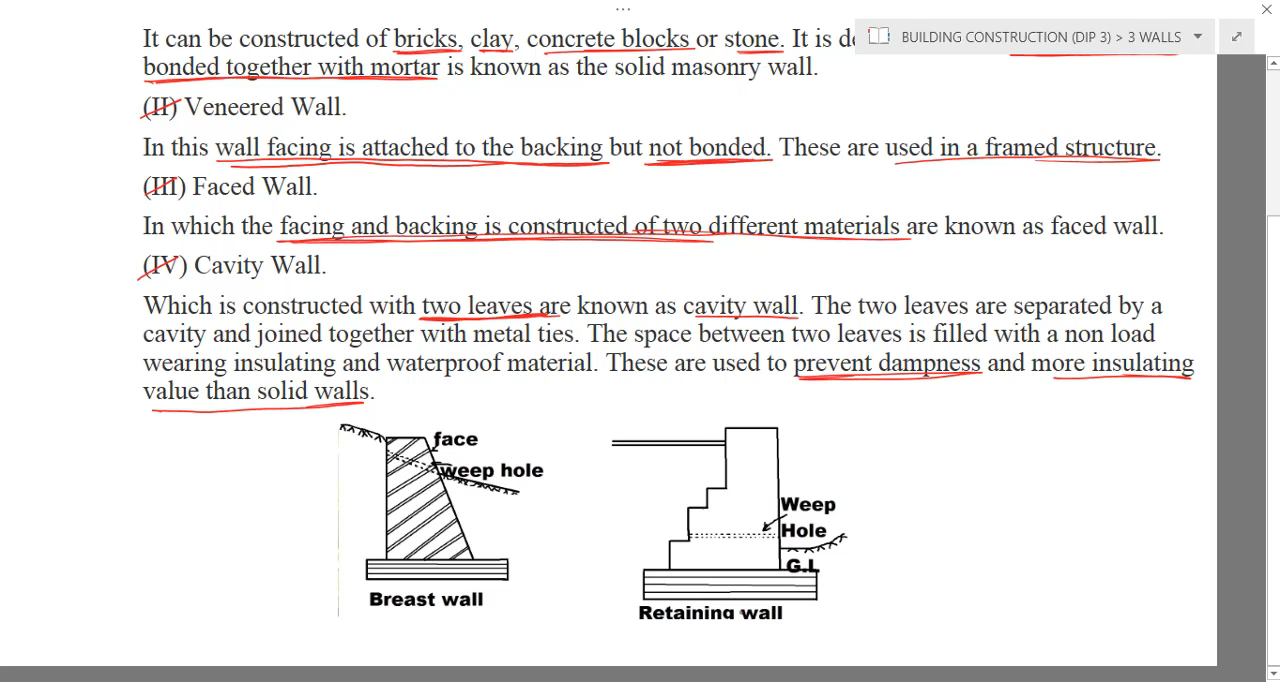 It can be constructed of bricks, clay, concrete blocks or stone. It is
BUILDING CONSTRUCTION (DIP 3) > 3 WALLS
bonded together with mortar is known as the solid masonry wall.
(II) Veneered Wall.
In this wall facing is attached to the backing but not bonded. These are used in a framed structure.
(III) Faced Wall.
In which the facing and backing is constructed of two different materials are known as faced wall.
(IV) Cavity Wall.
Which is constructed with two leaves are known as cavity wall. The two leaves are separated by a
cavity and joined together with metal ties. The space between two leaves is filled with a non load
wearing insulating and waterproof material. These are used to prevent dampness and more insulating
value than solid walls.
face
weep hole
Breast wall
Weep
Hole
G.L
Retaining wall